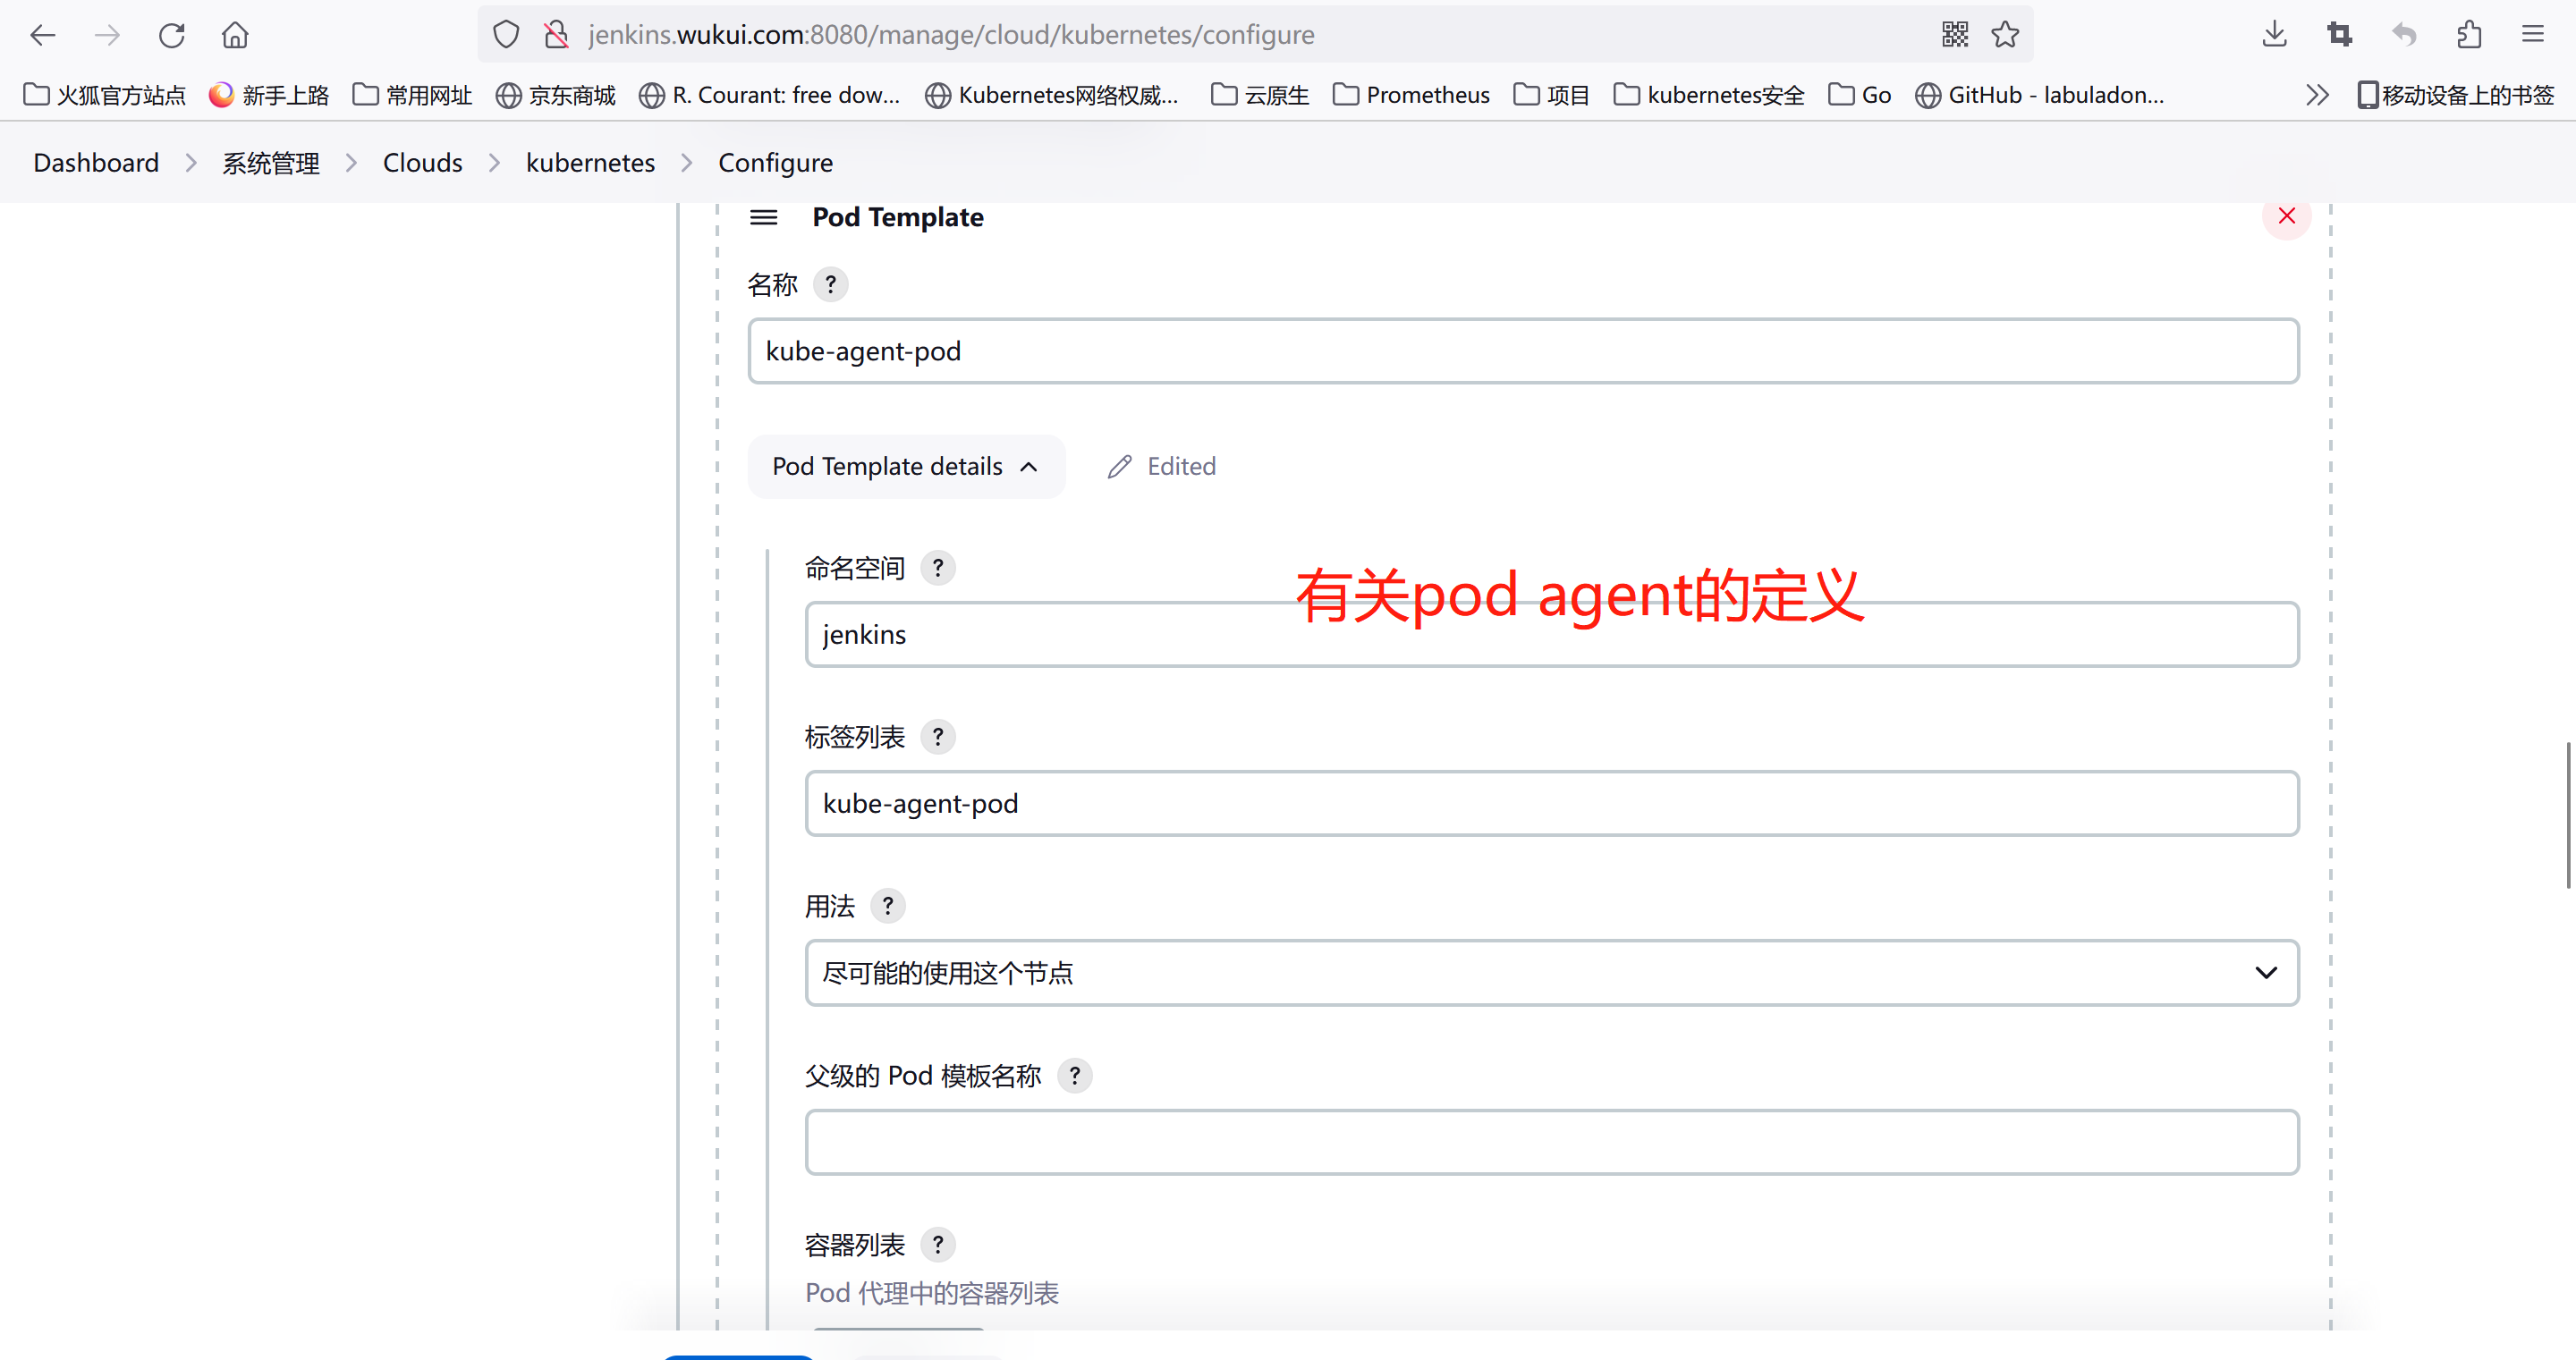 jenkins.wukui.com:8080/manage/cloud/kubernetes/configure
火狐官方站点 新手上路 常用网址 京东商城 R. Courant: free dow... Kubernetes网络权威... 云原生 Prometheus 项目 kubernetes安全 Go GitHub - labuladon... 移动设备上的书签
Dashboard 系统管理 Clouds kubernetes Configure
Pod Template
名称 ?
kube-agent-pod
Pod Template details Edited
命名空间 ?
有关pod agent的定义
jenkins
标签列表 ?
kube-agent-pod
用法 ?
尽可能的使用这个节点
父级的 Pod 模板名称 ?
容器列表 ?
Pod 代理中的容器列表